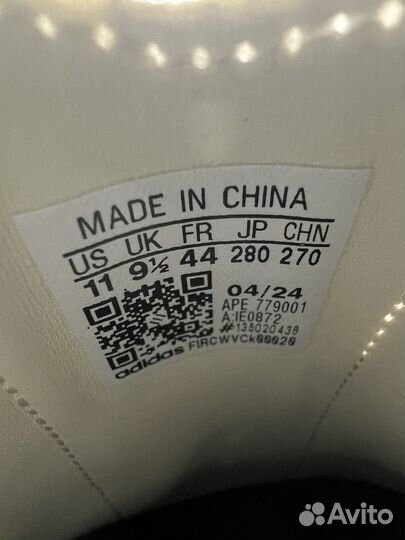 MADE IN CHINA
US UK FR JP CHN
11 9½ 44 280 270
04/24
APE 779001
A:IE0872
#135020438
adidas FIRCWVCk00020
Avito